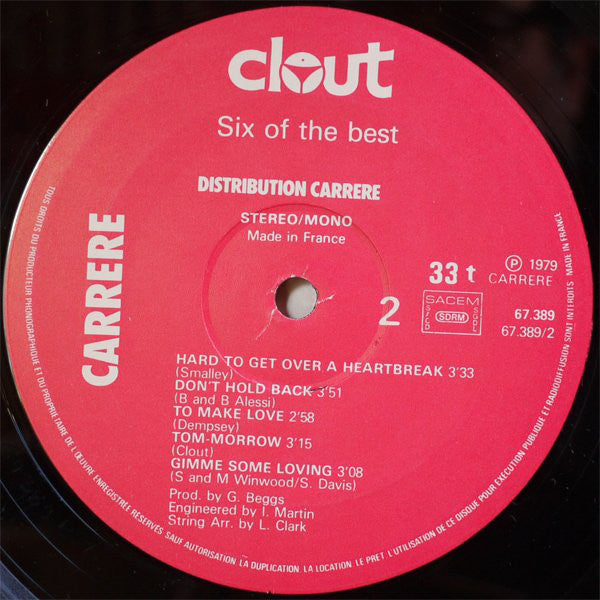 clout
Six of the best
DISTRIBUTION CARRERE
STEREO/MONO
Made in France
CARRERE
33 t
Ⓟ 1979
CARRERE
2
SACEM
SDRM
67.389
67.389/2
HARD TO GET OVER A HEARTBREAK 3'33
(Smalley)
DON'T HOLD BACK 3'51
(B and B Alessi)
TO MAKE LOVE 2'58
(Dempsey)
TOM-MORROW 3'15
(Clout)
GIMME SOME LOVING 3'08
(S and M Winwood/S. Davis)
Prod. by G. Beggs
Engineered by I. Martin
String Arr. by L. Clark
TOUS DROITS DU PRODUCTEUR PHONOGRAPHIQUE ET DU PROPRIETAIRE DE L'ŒUVRE ENREGISTRÉE RESERVES SAUF AUTORISATION LA DUPLICATION, LA LOCATION, LE PRET, L'UTILISATION DE CE DISQUE POUR EXECUTION PUBLIQUE ET RADIODIFFUSION SONT INTERDITS MADE IN FRANCE